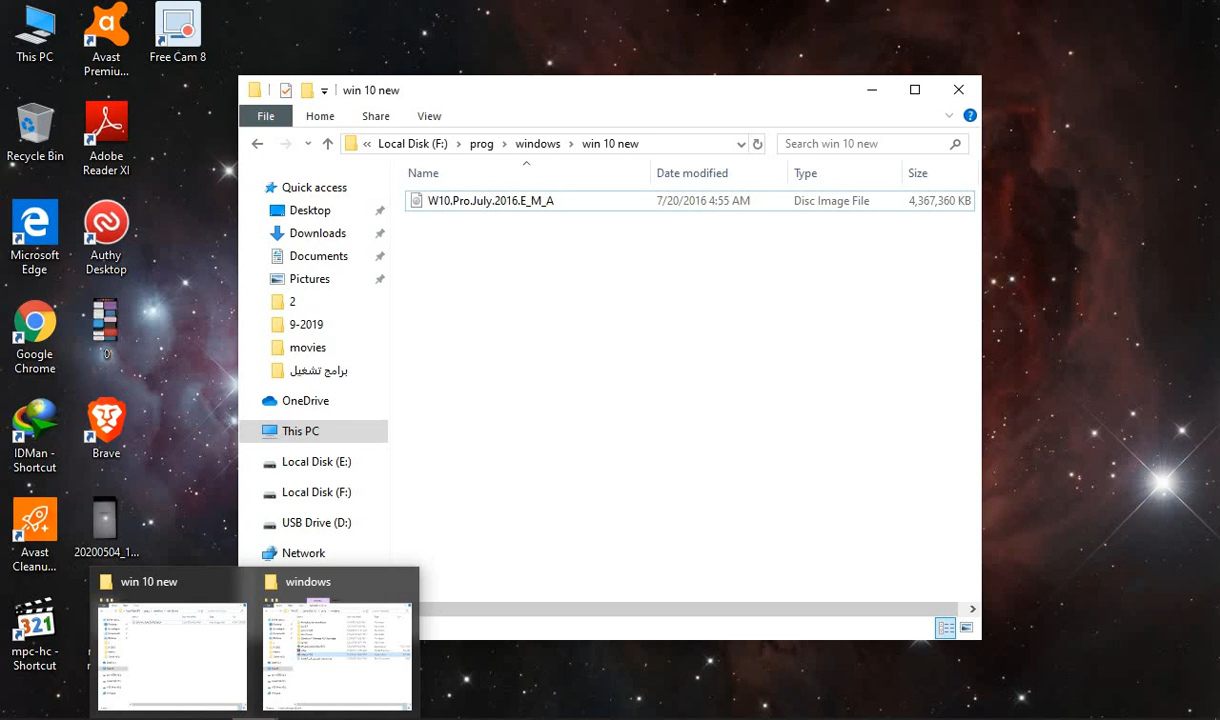 This PC
Avast
Premiu...
Free Cam 8
Recycle Bin
Adobe
Reader XI
Microsoft
Edge
Authy
Desktop
Google
Chrome
0
IDMan -
Shortcut
Brave
Avast
Cleanu...
20200504_1...
321
mpc-hc -
Shortcut
win 10 new
File
Home
Share
View
« Local Disk (F:) > prog > windows > win 10 new
Search win 10 new
Name
Date modified
Type
Size
W10.Pro.July.2016.E_M_A
7/20/2016 4:55 AM
Disc Image File
4,367,360 KB
Quick access
Desktop
Downloads
Documents
Pictures
2
9-2019
movies
برامج تشغيل
OneDrive
This PC
Local Disk (E:)
Local Disk (F:)
USB Drive (D:)
Network
win 10 new
windows